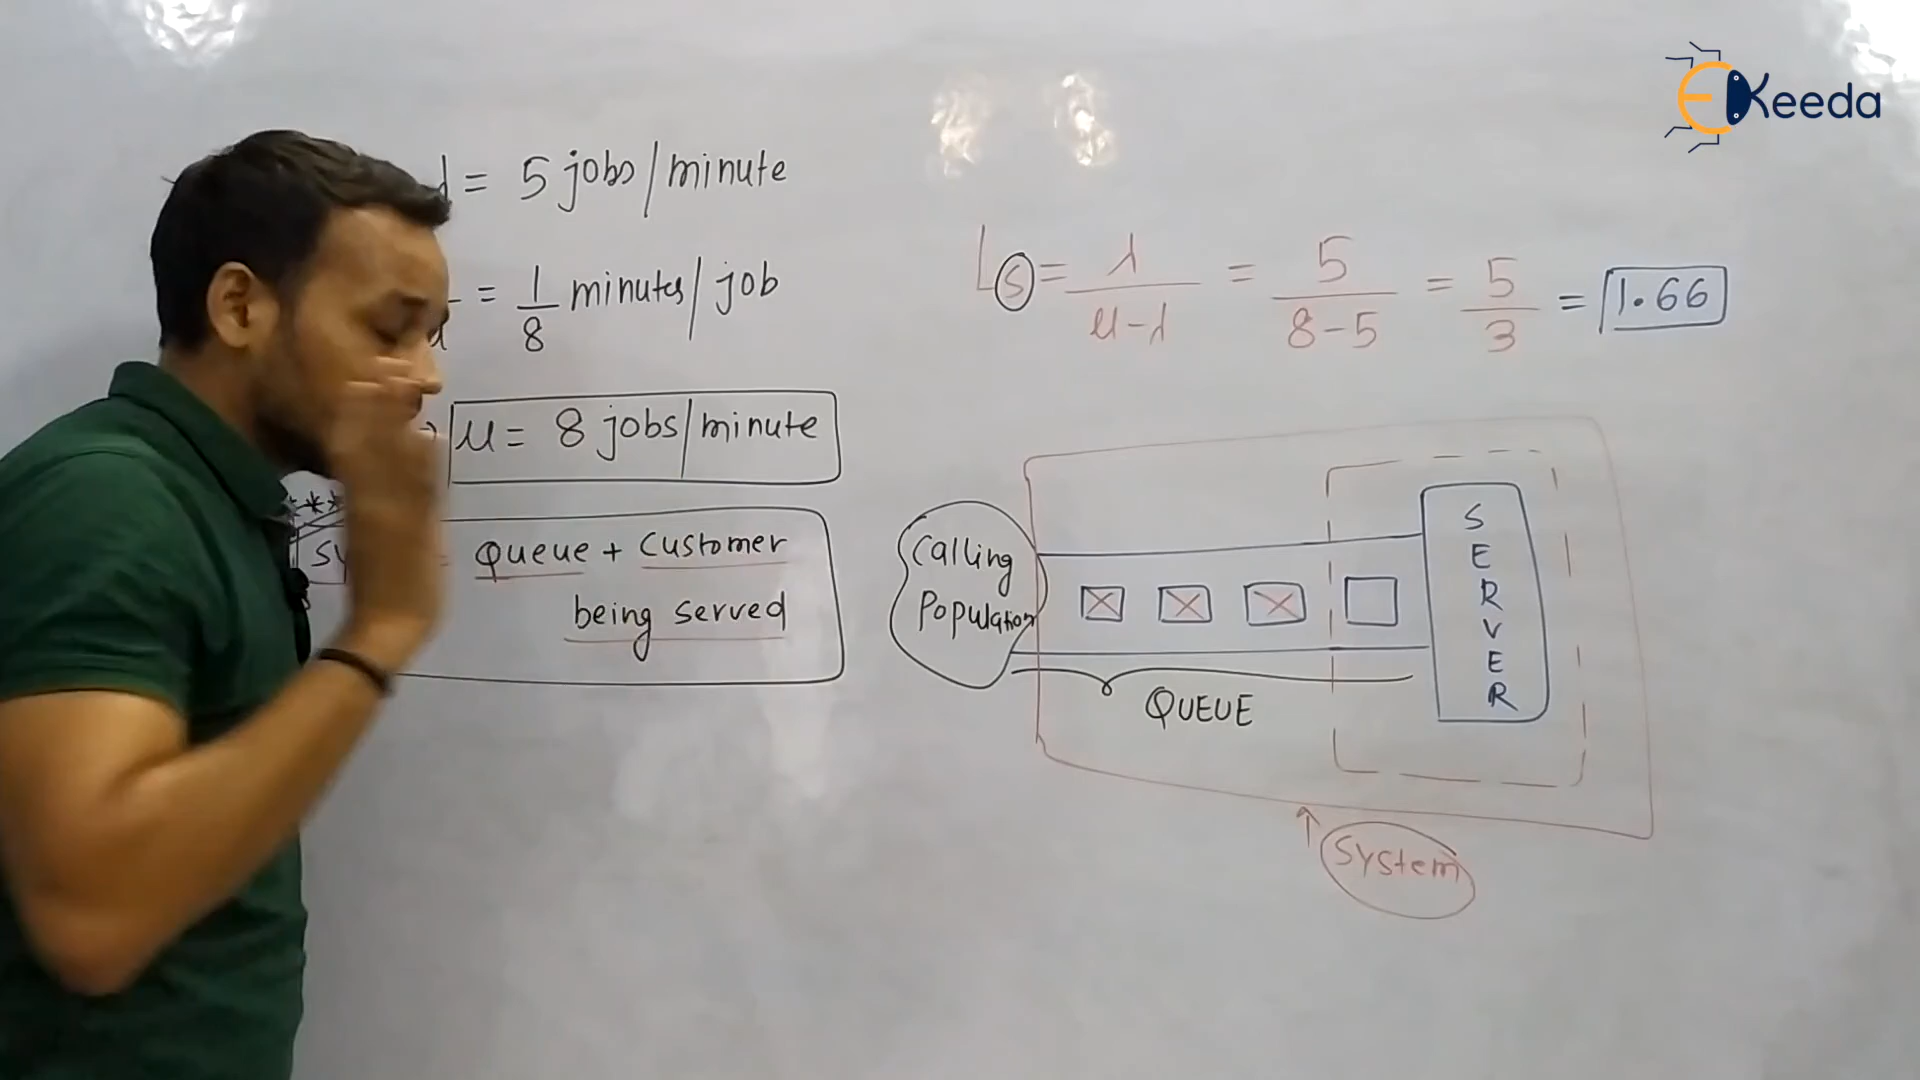 EKeeda
λ = 5 jobs/minute
= 1/8 minutes/job
μ = 8 jobs/minute
***
Queue + Customer
being served
Ls = λ/(μ-λ) = 5/(8-5) = 5/3 = 1.66
Calling
Population
QUEUE
SERVER
System